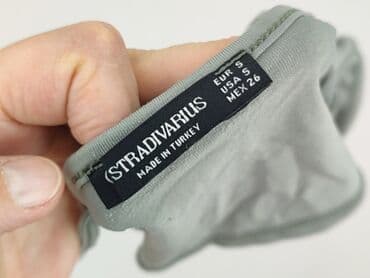 (STRADIVARIUS
MADE IN TURKEY
EUR S
USA S
MEX 26